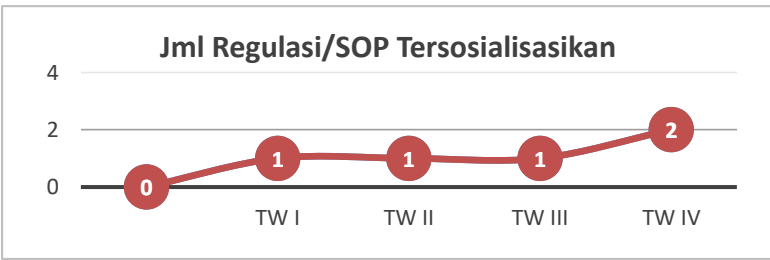 Jml Regulasi/SOP Tersosialisasikan
4
2
0
0
1
1
1
2
TW I
TW II
TW III
TW IV